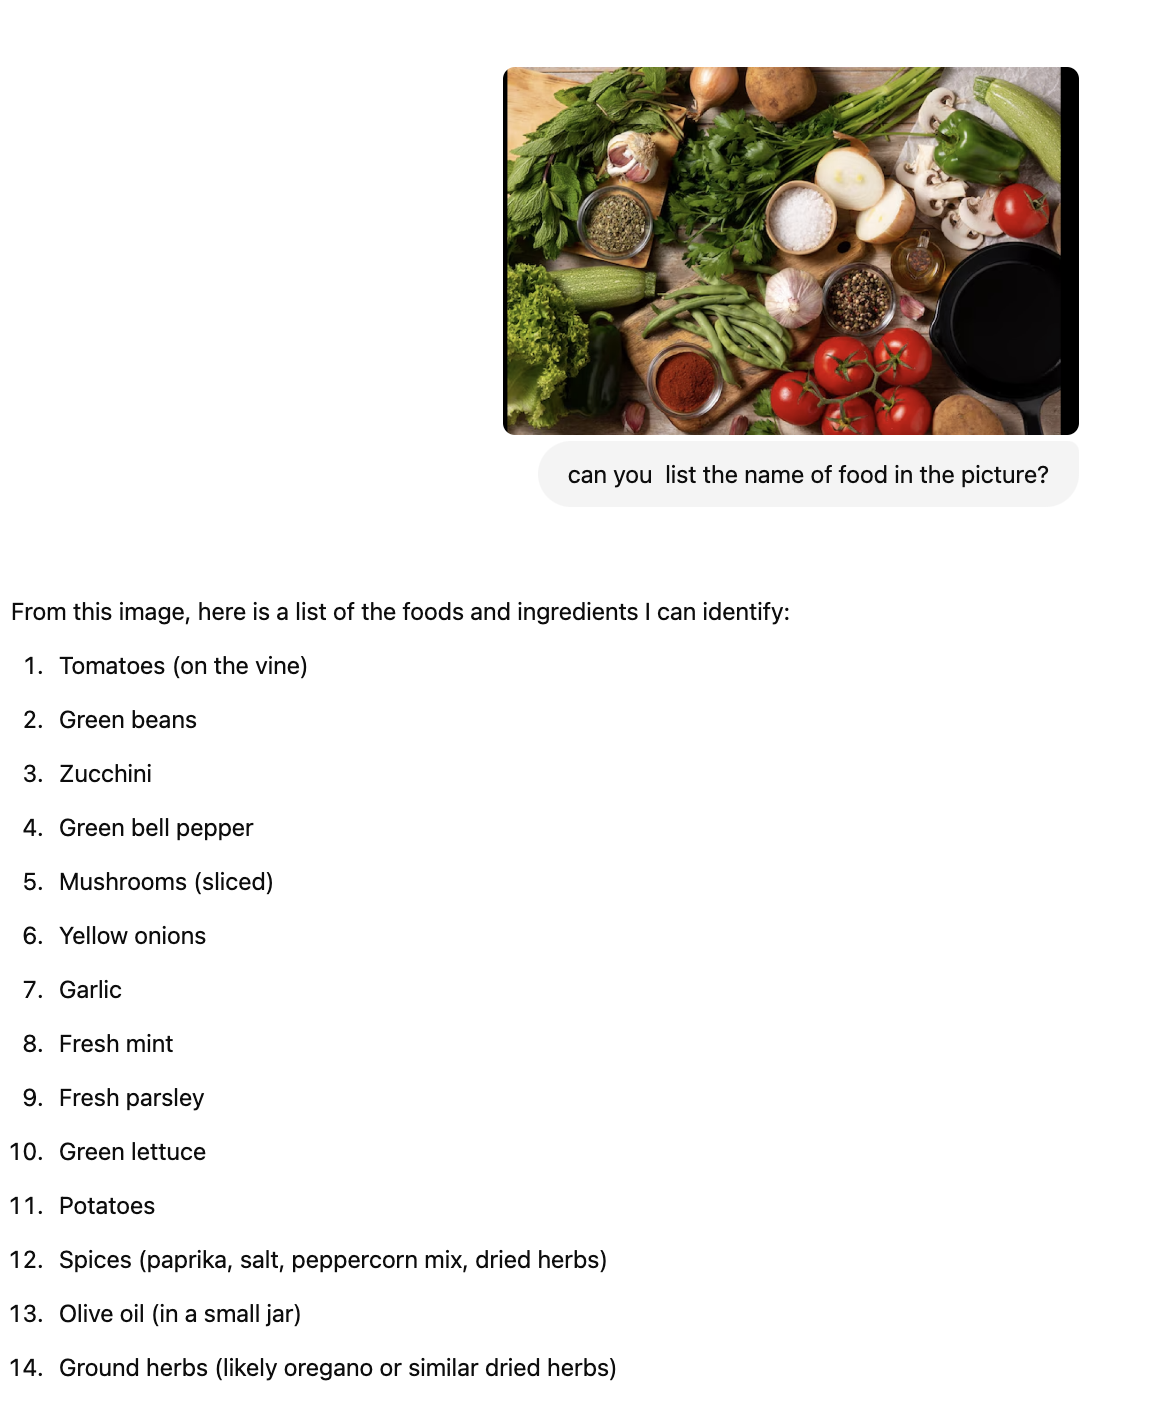 can you  list the name of food in the picture?
From this image, here is a list of the foods and ingredients I can identify:
1. Tomatoes (on the vine)
2. Green beans
3. Zucchini
4. Green bell pepper
5. Mushrooms (sliced)
6. Yellow onions
7. Garlic
8. Fresh mint
9. Fresh parsley
10. Green lettuce
11. Potatoes
12. Spices (paprika, salt, peppercorn mix, dried herbs)
13. Olive oil (in a small jar)
14. Ground herbs (likely oregano or similar dried herbs)